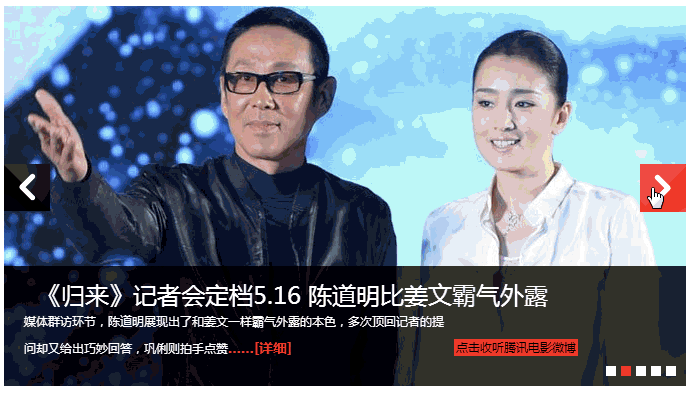 《归来》记者会定档5.16 陈道明比姜文霸气外露
媒体群访环节，陈道明展现出了和姜文一样霸气外露的本色，多次顶回记者的提
问却又给出巧妙回答，巩俐则拍手点赞......[详细]
点击收听腾讯电影微博